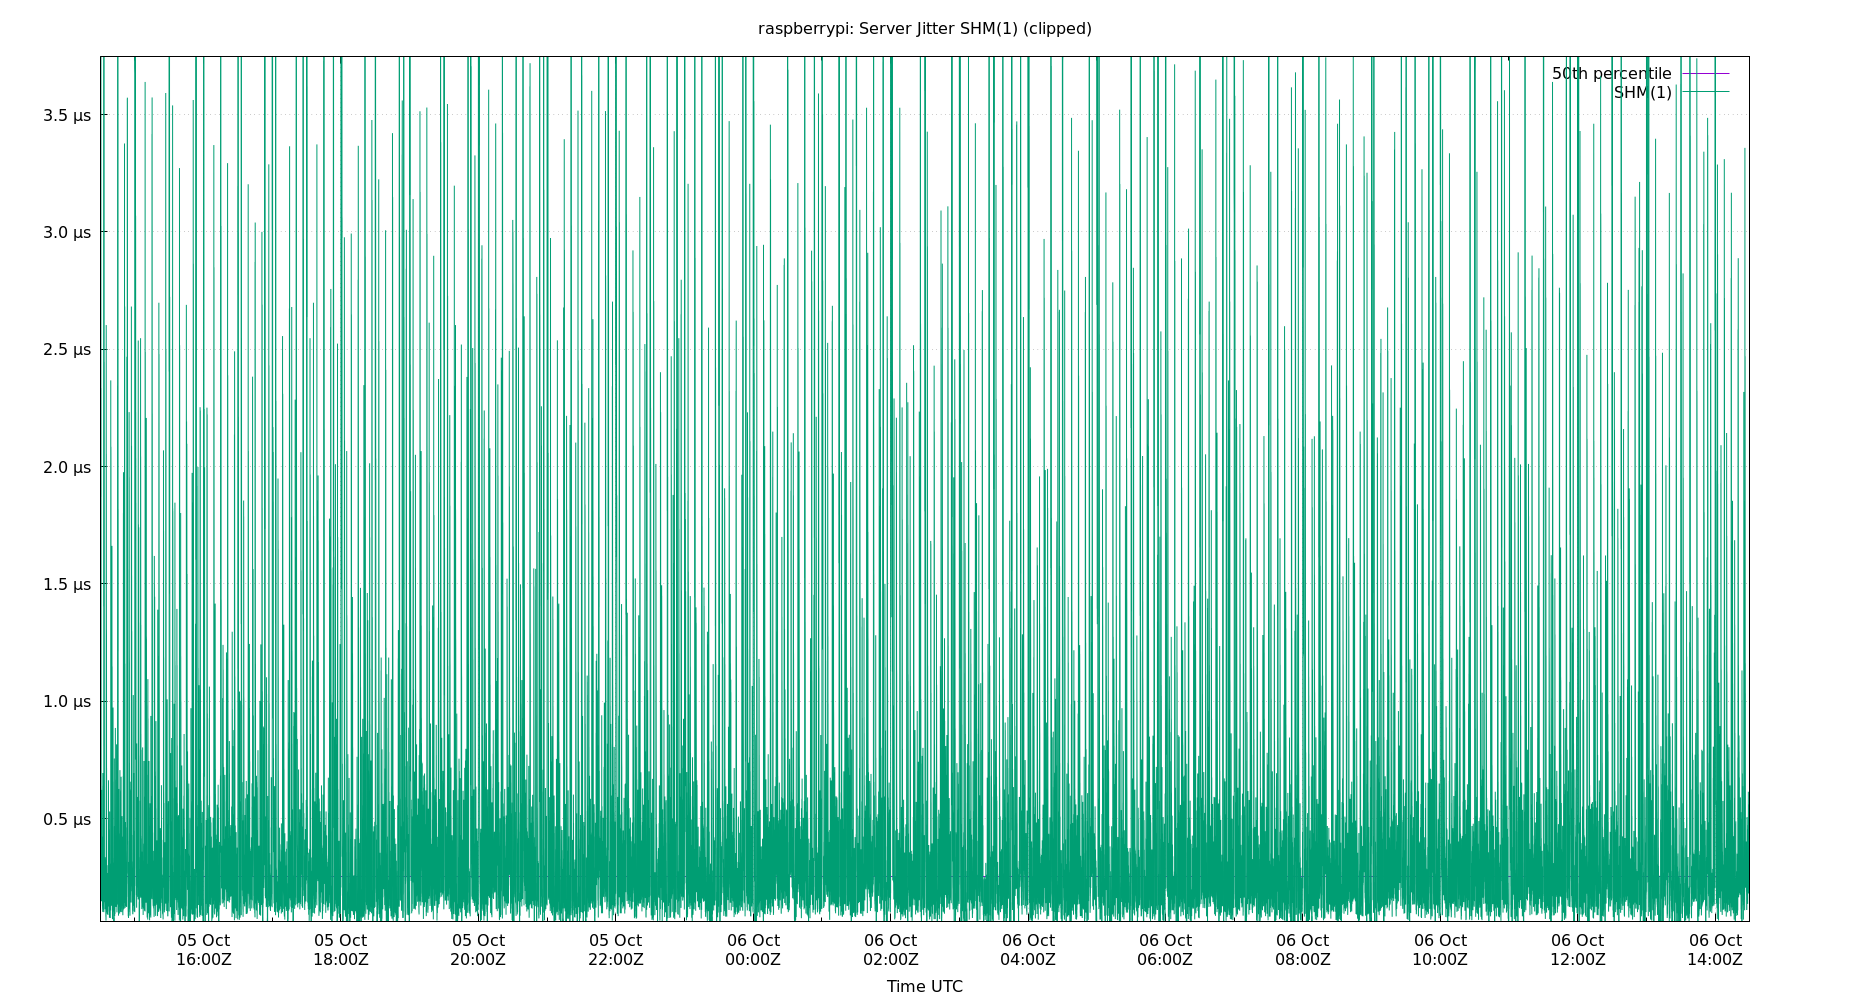 raspberrypi: Server Jitter SHM(1) (clipped)
50th percentile
SHM(1)
3.5 µs
3.0 µs
2.5 µs
2.0 µs
1.5 µs
1.0 µs
0.5 µs
05 Oct 05 Oct 05 Oct 05 Oct 06 Oct 06 Oct 06 Oct 06 Oct 06 Oct 06 Oct 06 Oct 06 Oct
16:00Z 18:00Z 20:00Z 22:00Z 00:00Z 02:00Z 04:00Z 06:00Z 08:00Z 10:00Z 12:00Z 14:00Z
Time UTC